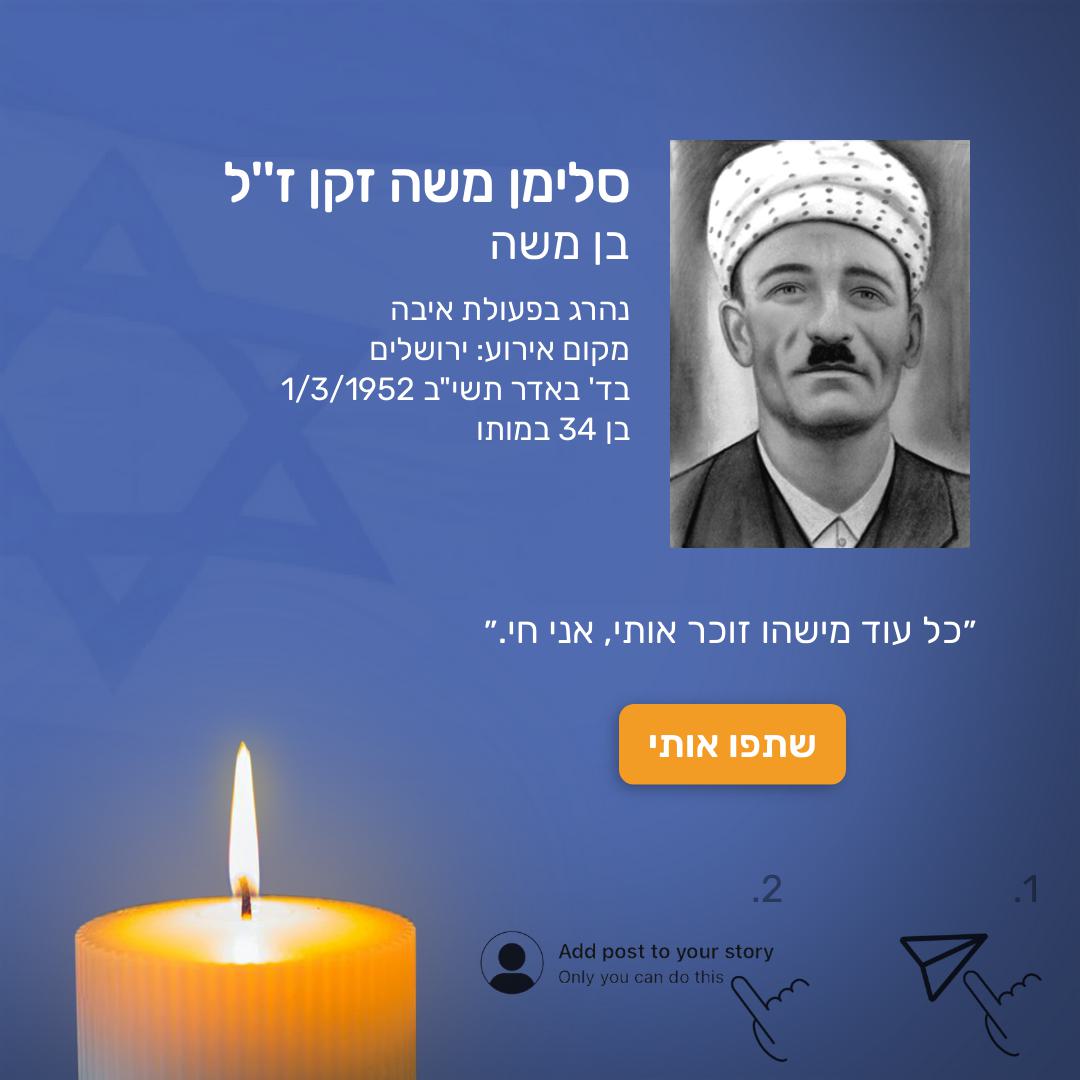 סלימן משה זקן ז"ל
בן משה
נהרג בפעולת איבה
מקום אירוע: ירושלים
בד' באדר תשי"ב 1/3/1952
בן 34 במותו
״כל עוד מישהו זוכר אותי, אני חי.״
שתפו אותי
1.
2.
Add post to your story
Only you can do this